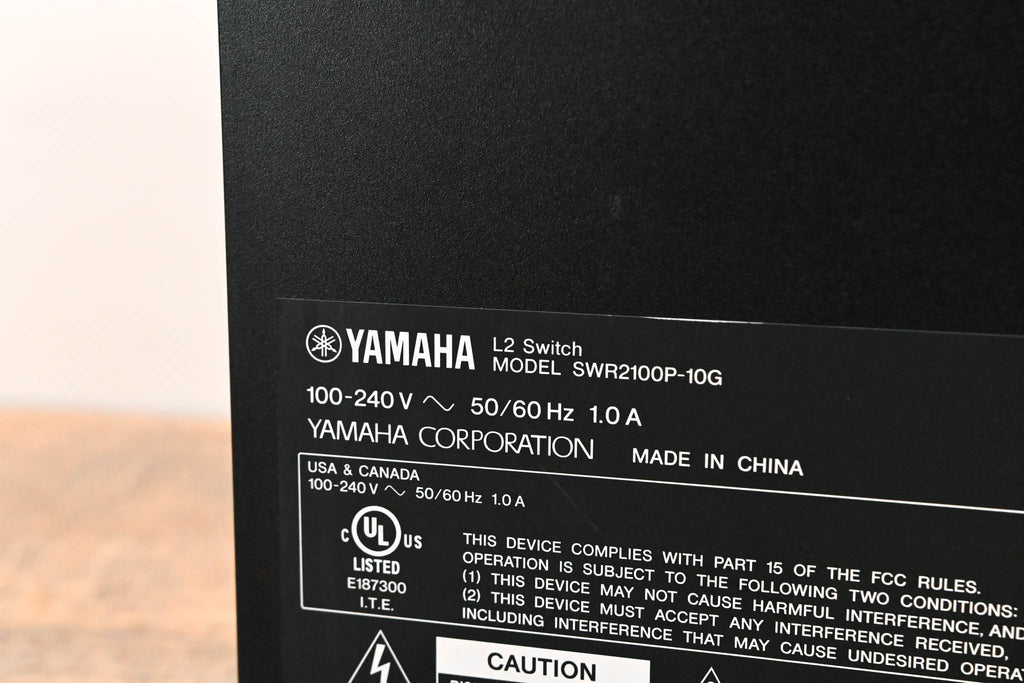 YAMAHA
L2 Switch
MODEL SWR2100P-10G
100-240 V ~ 50/60 Hz 1.0 A
YAMAHA CORPORATION MADE IN CHINA
USA & CANADA
100-240 V ~ 50/60 Hz 1.0 A
C UL US
LISTED
E187300
I.T.E.
THIS DEVICE COMPLIES WITH PART 15 OF THE FCC RULES.
OPERATION IS SUBJECT TO THE FOLLOWING TWO CONDITIONS:
(1) THIS DEVICE MAY NOT CAUSE HARMFUL INTERFERENCE, AND
(2) THIS DEVICE MUST ACCEPT ANY INTERFERENCE RECEIVED,
INCLUDING INTERFERENCE THAT MAY CAUSE UNDESIRED OPERA
CAUTION